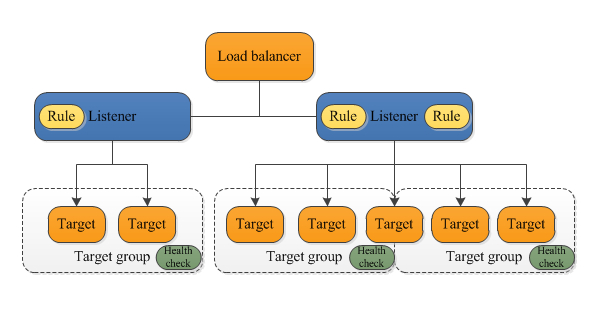 Load balancer
Rule Listener
Rule Listener Rule
Target Target
Target Target Target Target Target
Target group Health check
Target group Health check
Target group Health check